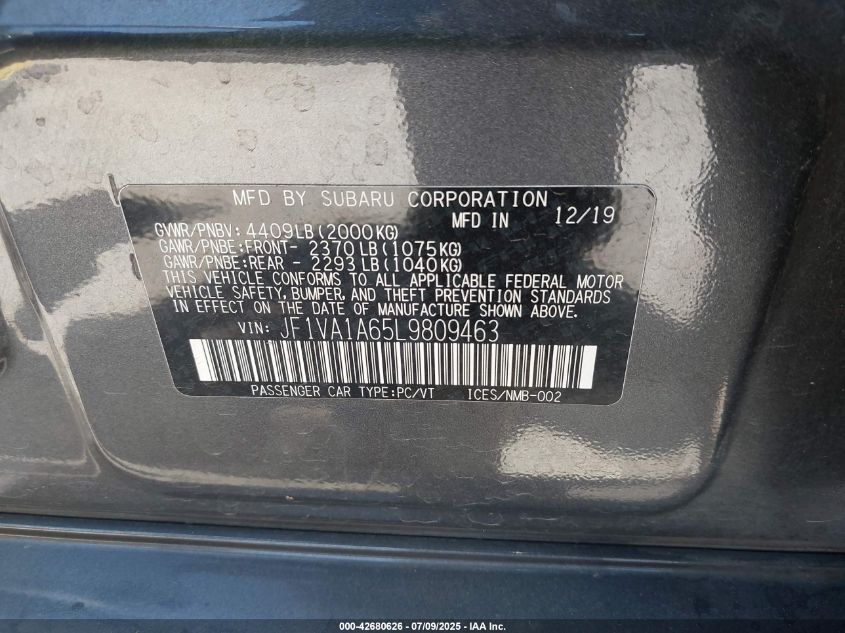 MFD BY SUBARU CORPORATION
MFD IN 12/19
GVWR/PNBV: 4409LB(2000KG)
GAWR/PNBE:FRONT- 2370LB(1075KG)
GAWR/PNBE:REAR - 2293LB(1040KG)
THIS VEHICLE CONFORMS TO ALL APPLICABLE FEDERAL MOTOR
VEHICLE SAFETY, BUMPER, AND THEFT PREVENTION STANDARDS
IN EFFECT ON THE DATE OF MANUFACTURE SHOWN ABOVE.
VIN: JF1VA1A65L9809463
PASSENGER CAR TYPE:PC/VT ICES/NMB-002
000-42680626 - 07/09/2025 - IAA Inc.